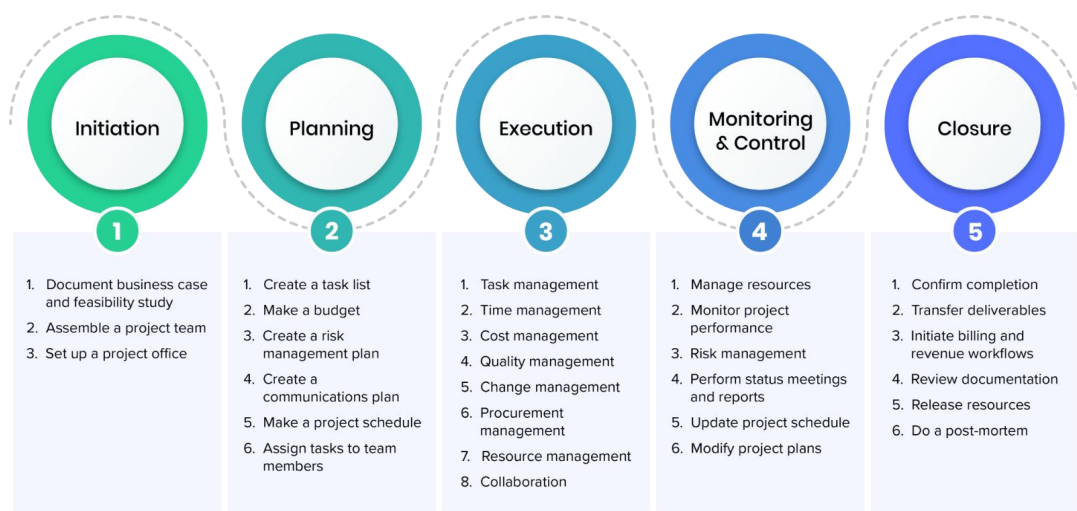 Initiation
1
1. Document business case
and feasibility study
2. Assemble a project team
3. Set up a project office
Planning
2
1. Create a task list
2. Make a budget
3. Create a risk
management plan
4. Create a
communications plan
5. Make a project schedule
6. Assign tasks to team
members
Execution
3
1. Task management
2. Time management
3. Cost management
4. Quality management
5. Change management
6. Procurement
management
7. Resource management
8. Collaboration
Monitoring
& Control
4
1. Manage resources
2. Monitor project
performance
3. Risk management
4. Perform status meetings
and reports
5. Update project schedule
6. Modify project plans
Closure
5
1. Confirm completion
2. Transfer deliverables
3. Initiate billing and
revenue workflows
4. Review documentation
5. Release resources
6. Do a post-mortem